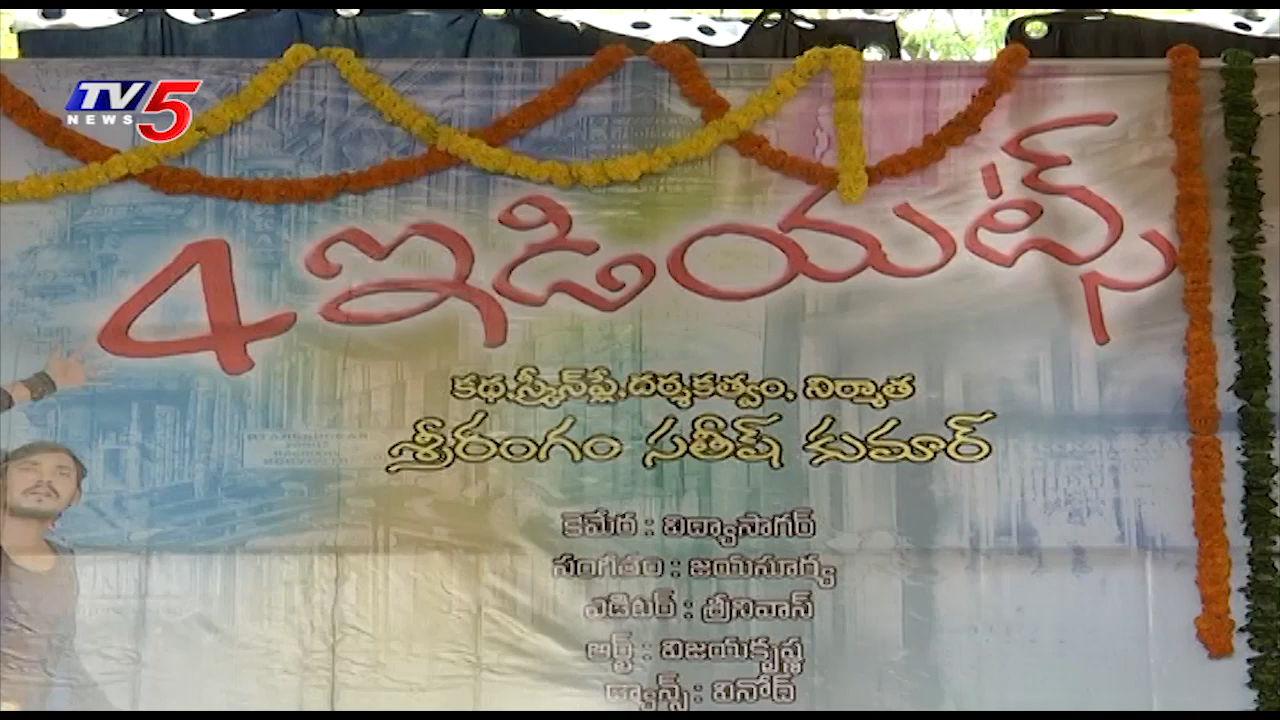 TV5
NEWS
4 ఇడియట్స్
కథ,స్క్రీన్‌ప్లే,దర్శకత్వం, నిర్మాత
శ్రీరంగం సతీష్ కుమార్
కెమేరా : విద్యాసాగర్
సంగీతం : జయసూర్య
ఎడిటర్ : శ్రీనివాస్
ఆర్ట్ : విజయకృష్ణ
డ్యాన్స్ : వినోద్